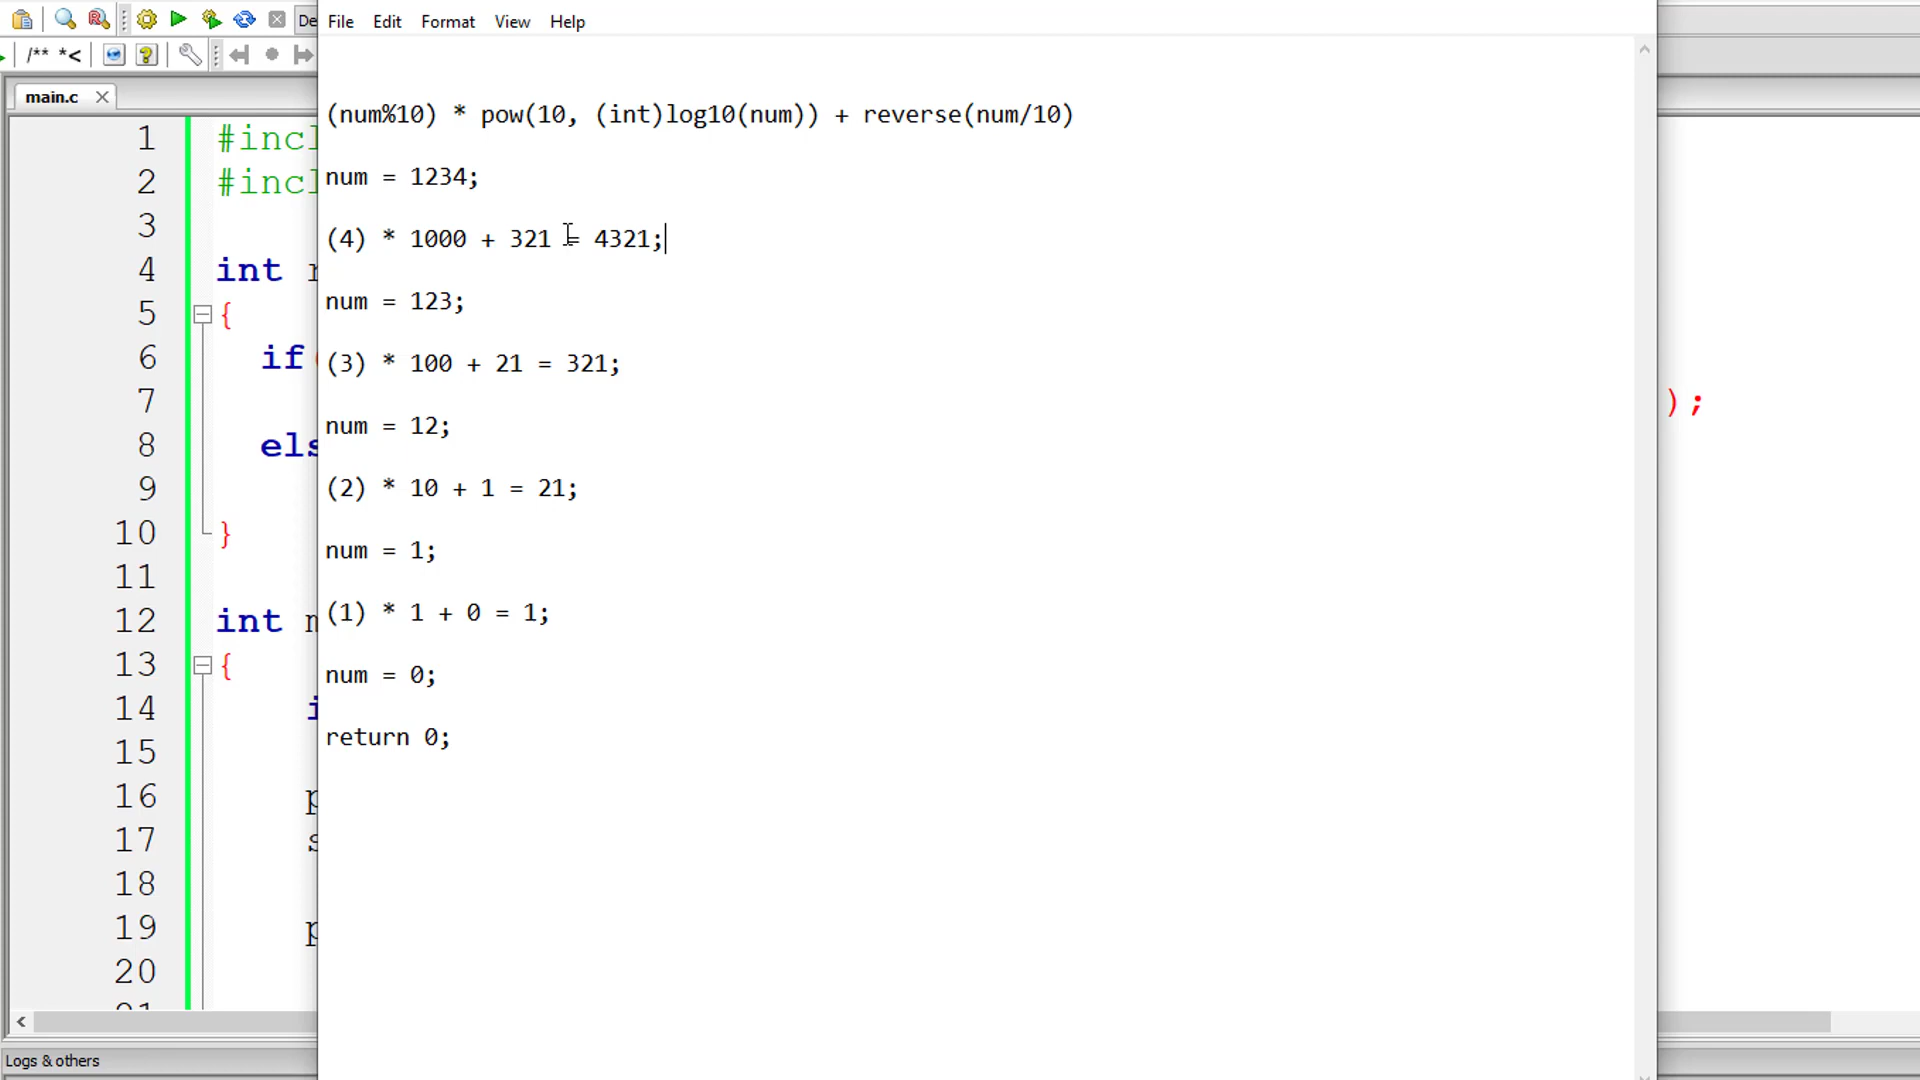 De
File Edit Format View Help
/** *<
main.c
(num%10) * pow(10, (int)log10(num)) + reverse(num/10)
num = 1234;
(4) * 1000 + 321 = 4321;
num = 123;
(3) * 100 + 21 = 321;
num = 12;
(2) * 10 + 1 = 21;
num = 1;
(1) * 1 + 0 = 1;
num = 0;
return 0;
1 #incl
2 #incl
3
4 int r
5 {
6 if(
7 );
8 els
9
10 }
11
12 int m
13 {
14 i
15
16 p
17 s
18
19 p
20
Logs & others